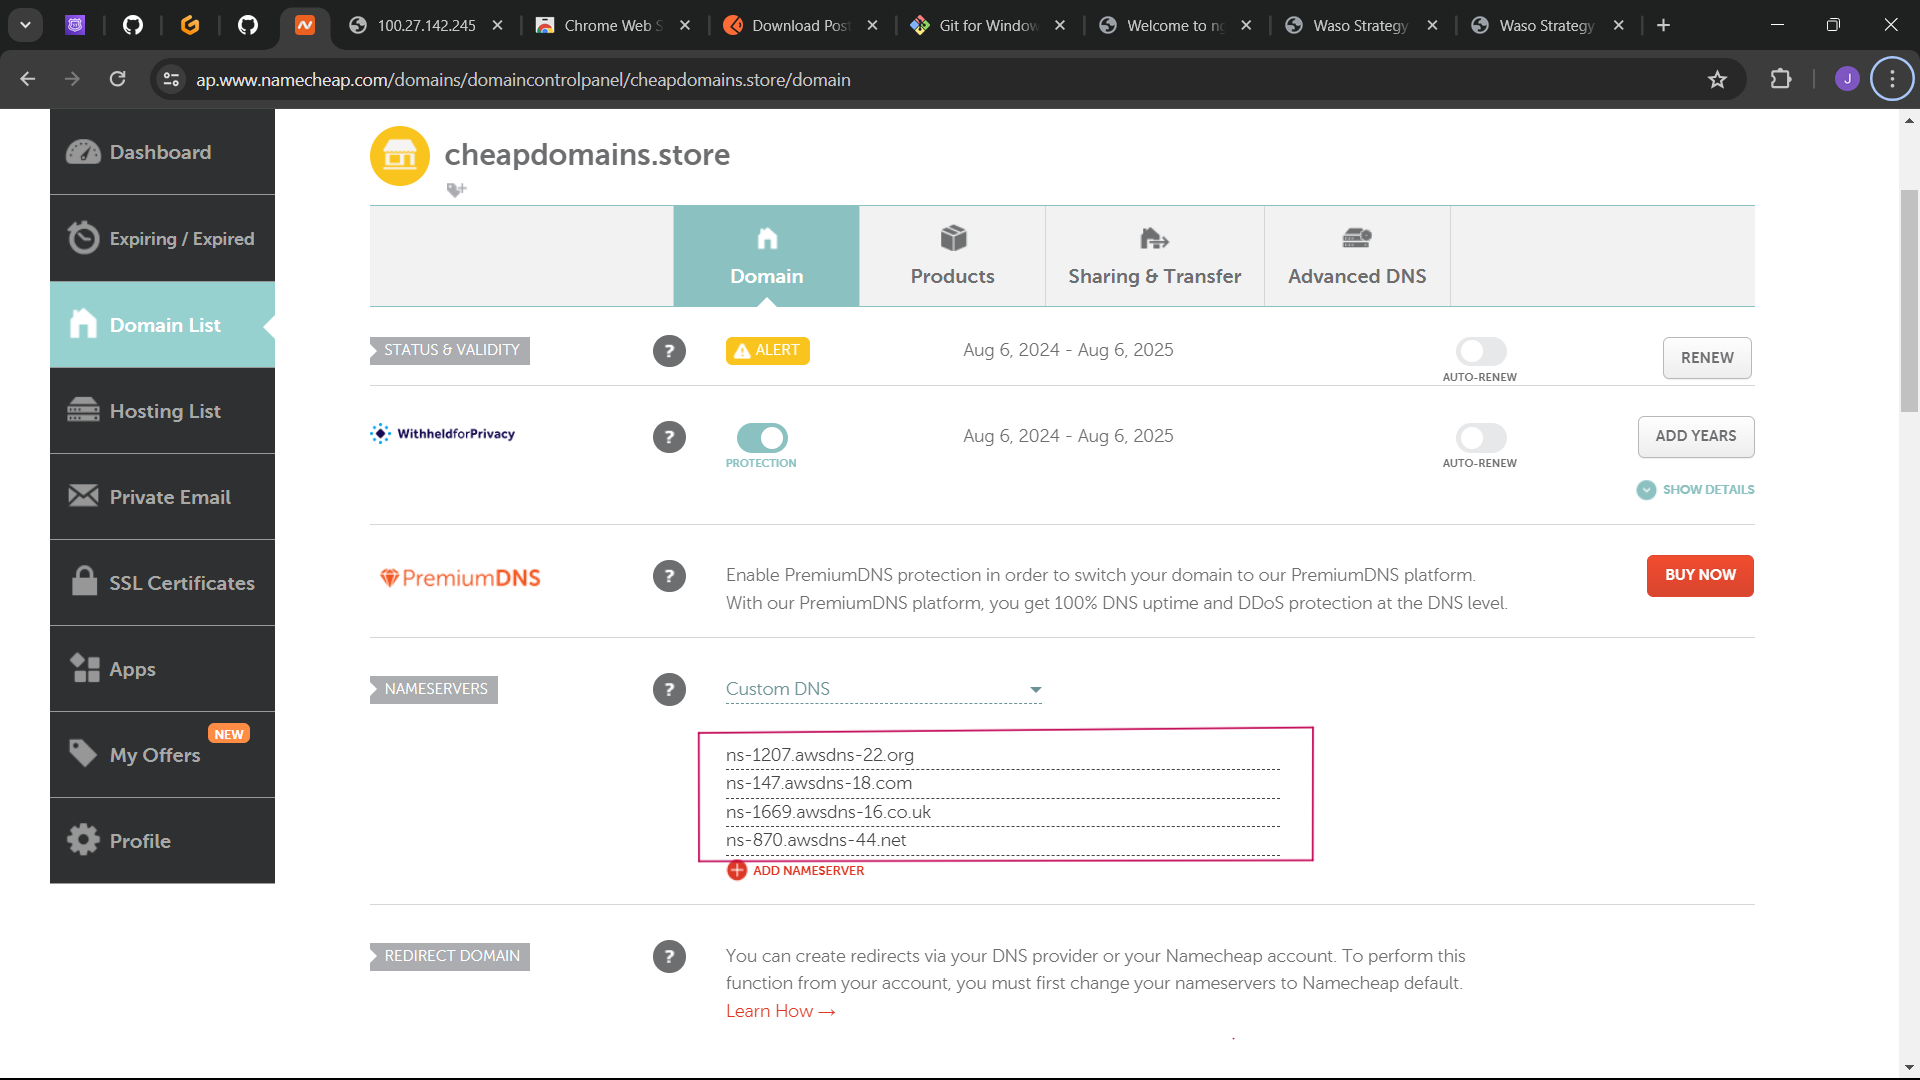 100.27.142.245
Chrome Web S
Download Post
Git for Window
Welcome to ng
Waso Strategy
Waso Strategy
ap.www.namecheap.com/domains/domaincontrolpanel/cheapdomains.store/domain
J
Dashboard
Expiring / Expired
Domain List
Hosting List
Private Email
SSL Certificates
Apps
NEW
My Offers
Profile
cheapdomains.store
Domain
Products
Sharing & Transfer
Advanced DNS
STATUS & VALIDITY
?
ALERT
Aug 6, 2024 - Aug 6, 2025
AUTO-RENEW
RENEW
WithheldforPrivacy
?
PROTECTION
Aug 6, 2024 - Aug 6, 2025
AUTO-RENEW
ADD YEARS
SHOW DETAILS
PremiumDNS
?
Enable PremiumDNS protection in order to switch your domain to our PremiumDNS platform.
With our PremiumDNS platform, you get 100% DNS uptime and DDoS protection at the DNS level.
BUY NOW
NAMESERVERS
?
Custom DNS
ns-1207.awsdns-22.org
ns-147.awsdns-18.com
ns-1669.awsdns-16.co.uk
ns-870.awsdns-44.net
ADD NAMESERVER
REDIRECT DOMAIN
?
You can create redirects via your DNS provider or your Namecheap account. To perform this
function from your account, you must first change your nameservers to Namecheap default.
Learn How →